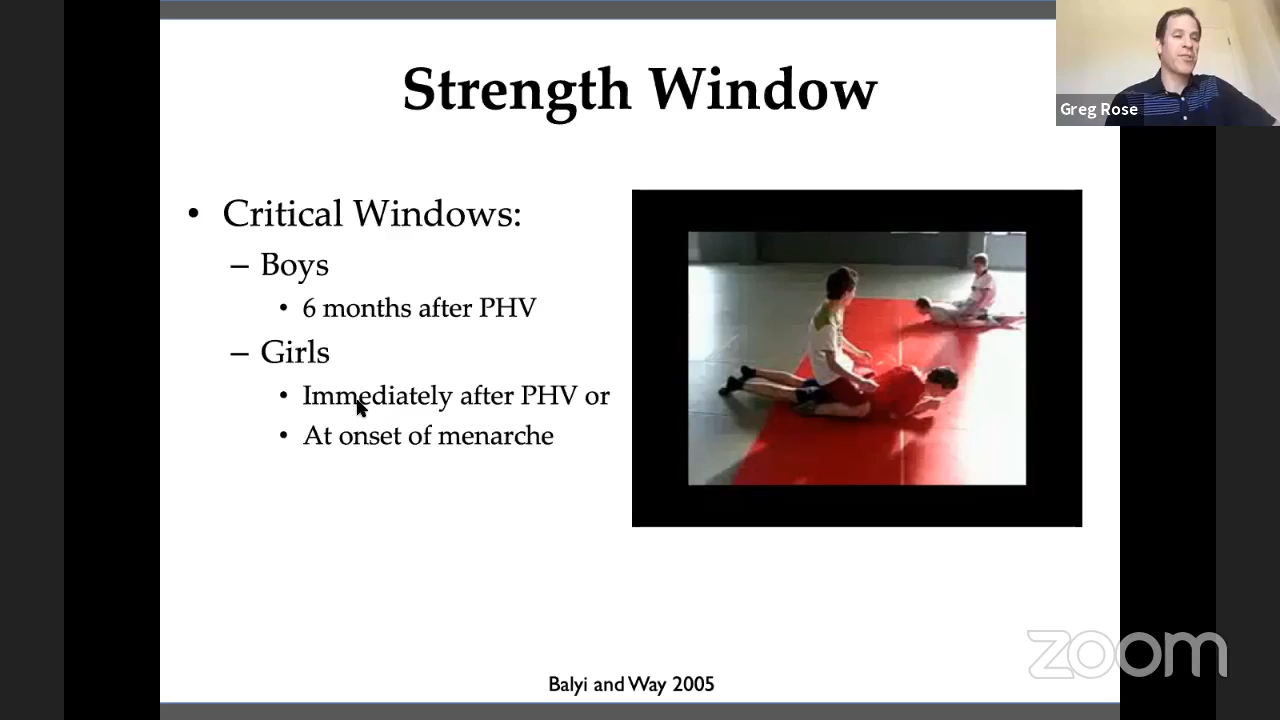 Strength Window
Greg Rose
• Critical Windows:
– Boys
• 6 months after PHV
– Girls
• Immediately after PHV or
• At onset of menarche
zoom
Balyi and Way 2005